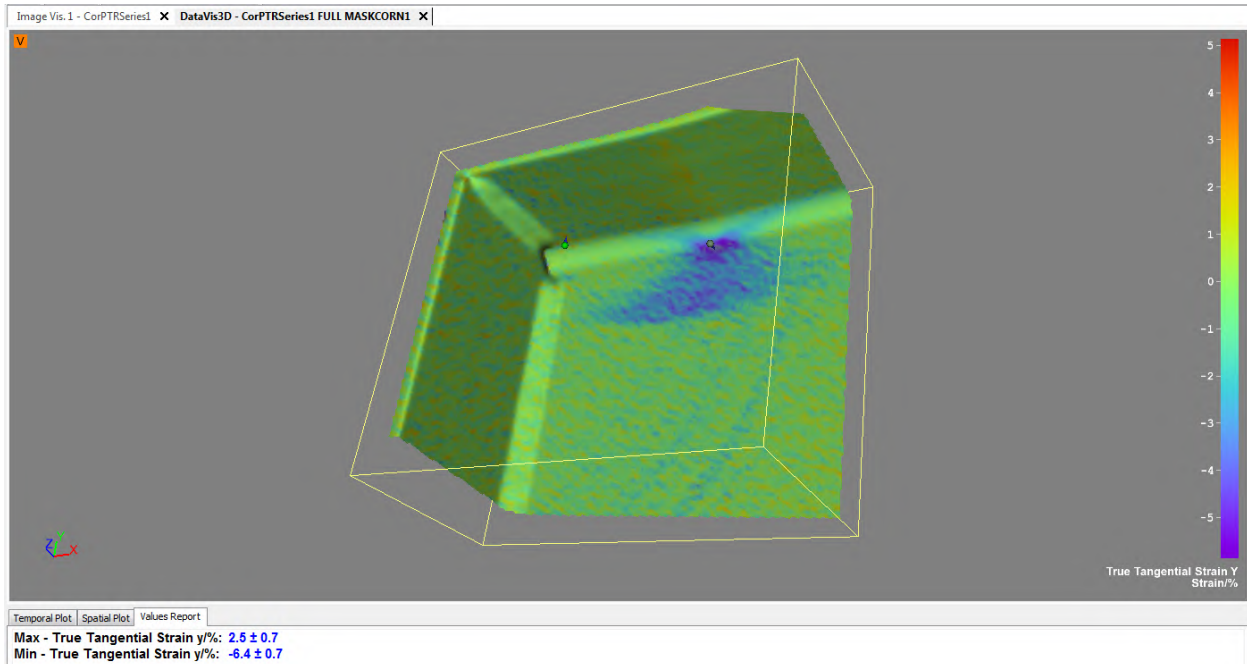 Image Vis. 1 - CorPTRSeries1 X DataVis3D - CorPTRSeries1 FULL MASKCORN1 X
V
5
4
3
2
1
0
-1
-2
-3
-4
-5
True Tangential Strain Y
Strain/%
Z Y X
Temporal Plot Spatial Plot Values Report
Max - True Tangential Strain y/%: 2.5 ± 0.7
Min - True Tangential Strain y/%: -6.4 ± 0.7